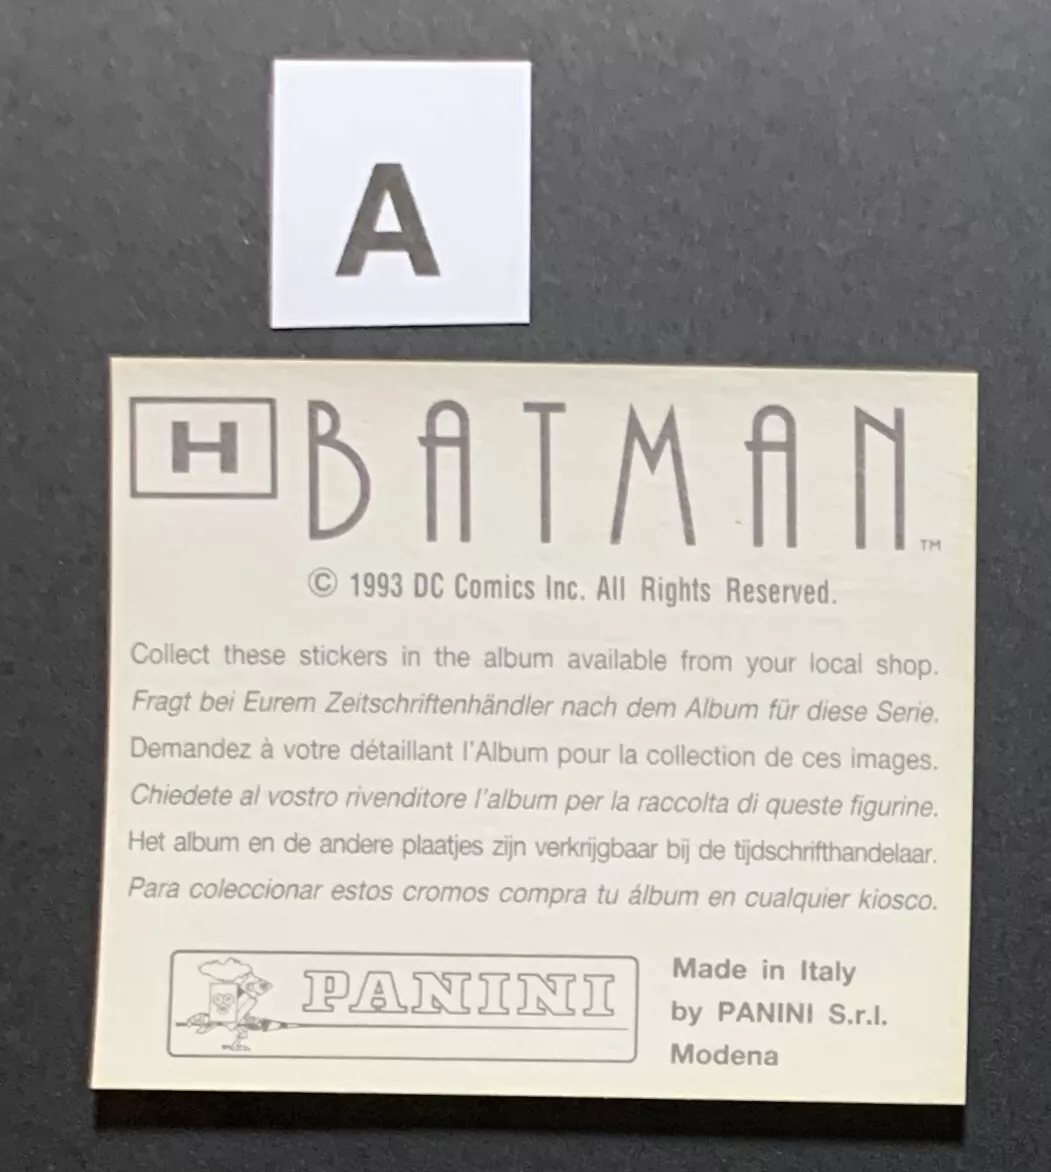 A
H
BATMAN™
© 1993 DC Comics Inc. All Rights Reserved.
Collect these stickers in the album available from your local shop.
Fragt bei Eurem Zeitschriftenhändler nach dem Album für diese Serie.
Demandez à votre détaillant l'Album pour la collection de ces images.
Chiedete al vostro rivenditore l'album per la raccolta di queste figurine.
Het album en de andere plaatjes zijn verkrijgbaar bij de tijdschrifthandelaar.
Para coleccionar estos cromos compra tu álbum en cualquier kiosco.
PANINI
Made in Italy
by PANINI S.r.l.
Modena